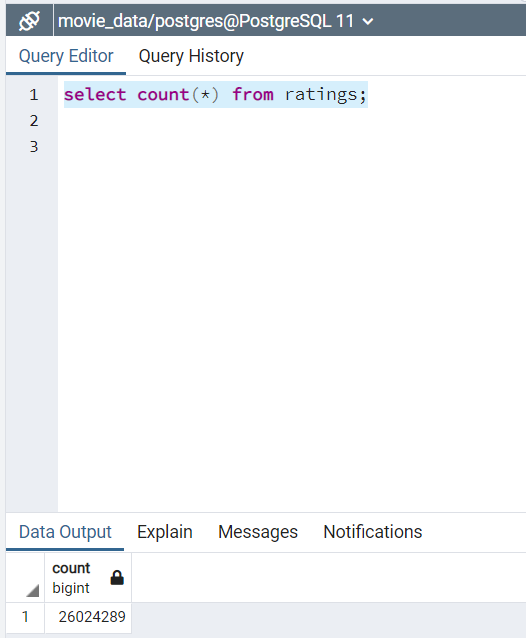 movie_data/postgres@PostgreSQL 11
Query Editor Query History
1 select count(*) from ratings;
2
3
Data Output Explain Messages Notifications
count
bigint
1 26024289